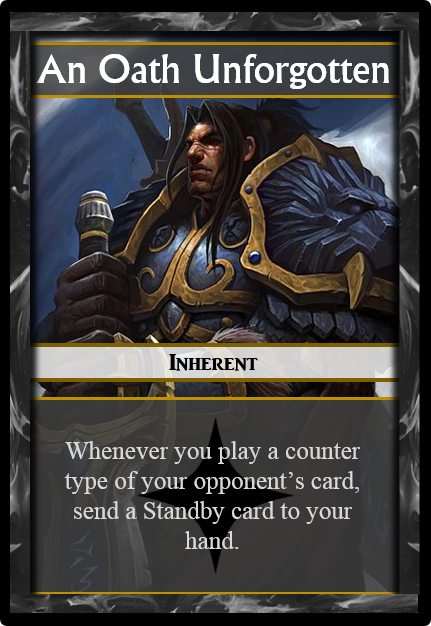 An Oath Unforgotten
Inherent
Whenever you play a counter
type of your opponent’s card,
send a Standby card to your
hand.